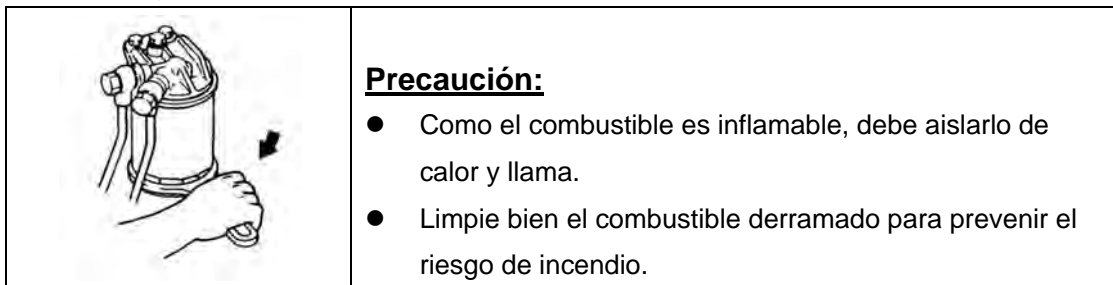 Precaución:
● Como el combustible es inflamable, debe aislarlo de
calor y llama.
● Limpie bien el combustible derramado para prevenir el
riesgo de incendio.